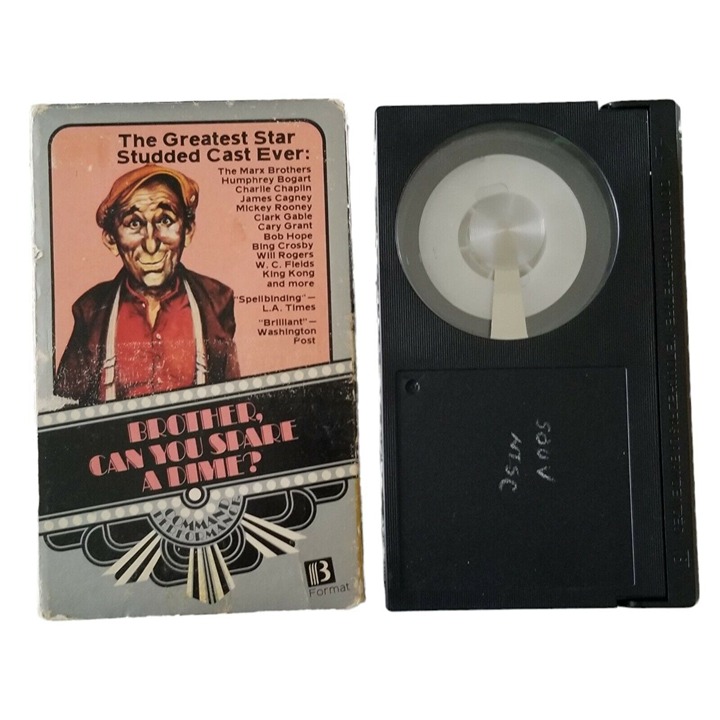 The Greatest Star
Studded Cast Ever:
The Marx Brothers
Humphrey Bogart
Charlie Chaplin
James Cagney
Mickey Rooney
Clark Gable
Cary Grant
Bob Hope
Bing Crosby
Will Rogers
W. C. Fields
King Kong
and more
"Spellbinding"—
L.A. Times
"Brilliant"—
Washington
Post
BROTHER,
CAN YOU SPARE
A DIME?
COMMAND
PERFORMANCE
B
Format